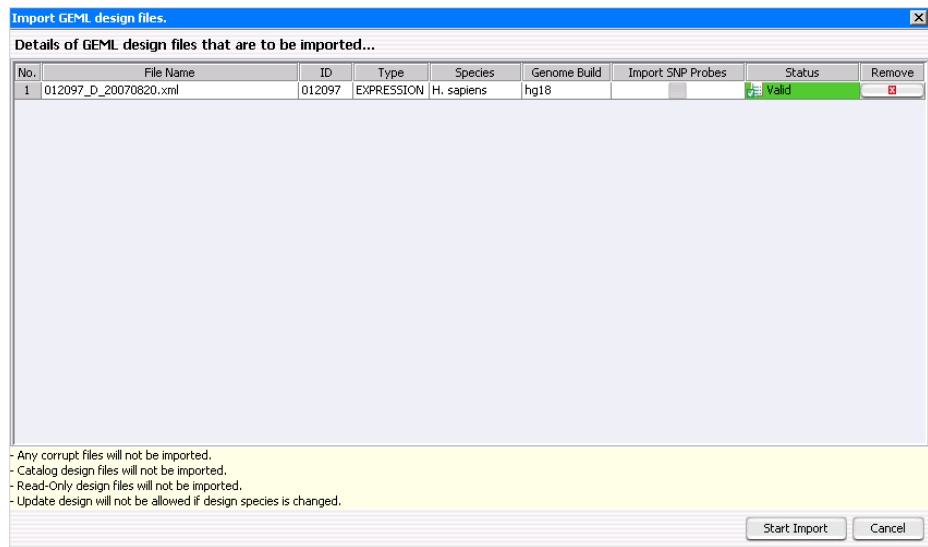 Import GEML design files.
Details of GEML design files that are to be imported...
No. File Name ID Type Species Genome Build Import SNP Probes Status Remove
1 012097_D_20070820.xml 012097 EXPRESSION H. sapiens hg18 Valid
- Any corrupt files will not be imported.
- Catalog design files will not be imported.
- Read-Only design files will not be imported.
- Update design will not be allowed if design species is changed.
Start Import Cancel